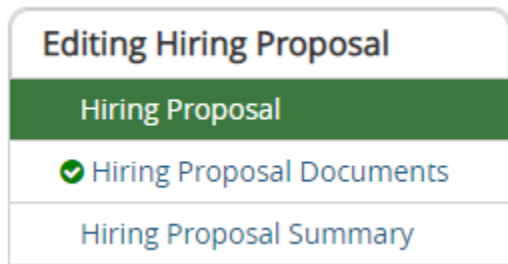 Editing Hiring Proposal
Hiring Proposal
Hiring Proposal Documents
Hiring Proposal Summary